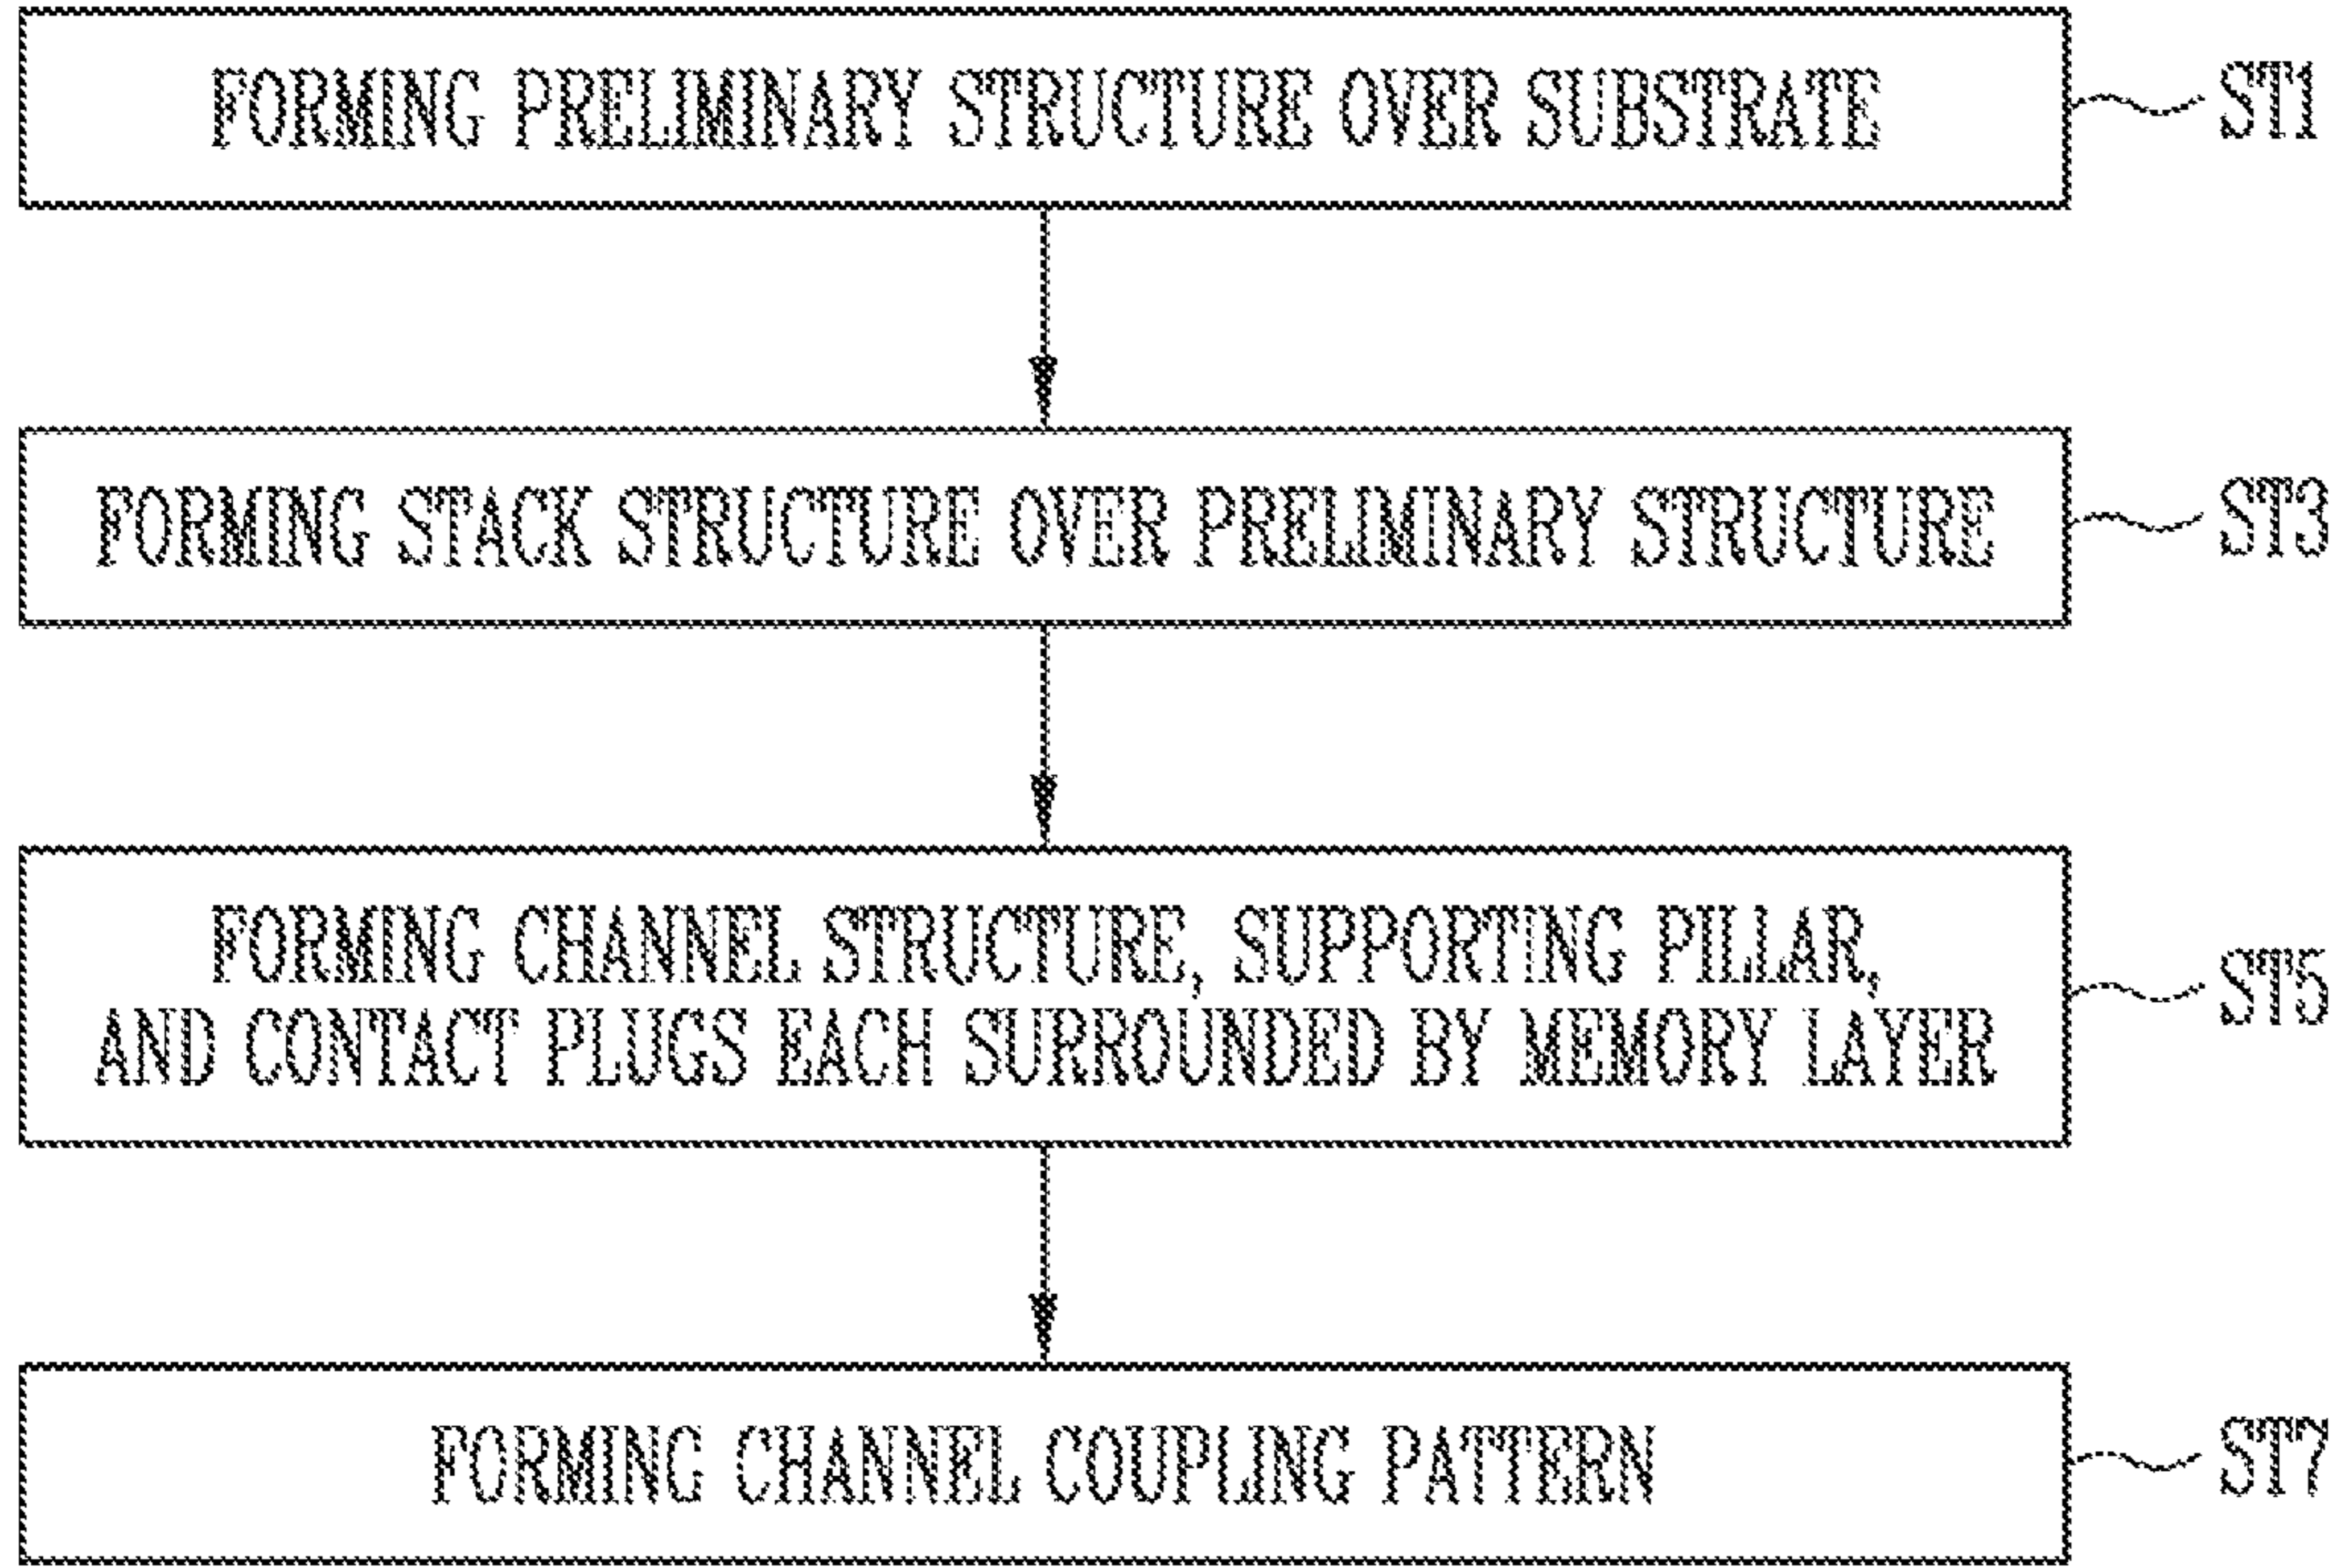 FORMING PRELIMINARY STRUCTURE OVER SUBSTRATE
ST1
FORMING STACK STRUCTURE OVER PRELIMINARY STRUCTURE
ST3
FORMING CHANNEL STRUCTURE, SUPPORTING PILLAR,
AND CONTACT PLUGS EACH SURROUNDED BY MEMORY LAYER
ST5
FORMING CHANNEL COUPLING PATTERN
ST7